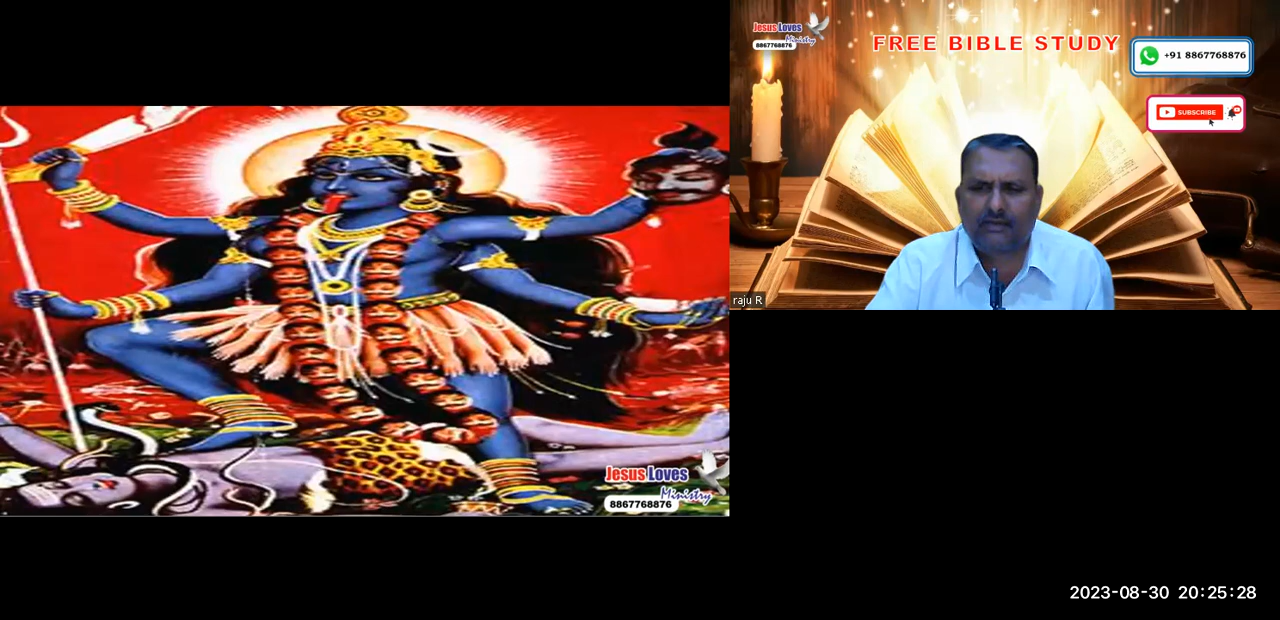 Jesus Loves
Ministry
8867768876
FREE BIBLE STUDY
+91 8867768876
SUBSCRIBE
raju R
Jesus Loves
Ministry
8867768876
2023-08-30 20:25:28